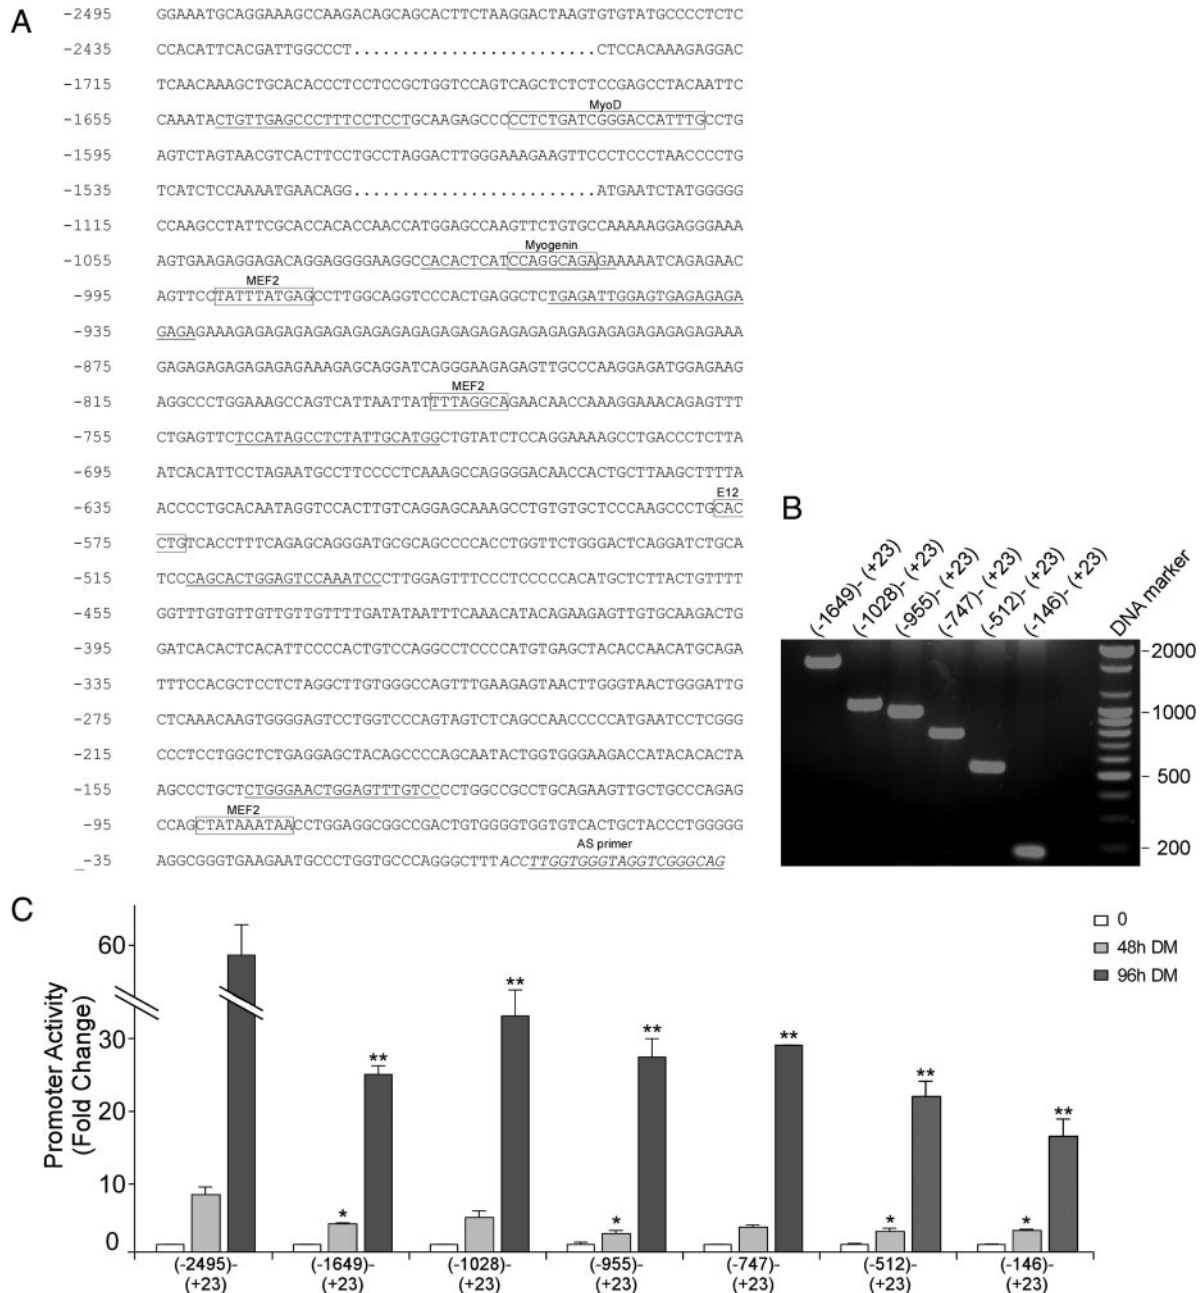 A
-2495 GGAAATGCAGGAAAGCCAAGACAGCAGCACTTCTAAGGACTAAGTGTGTATGCCCCTCTC
-2435 CCACATTCACGATTGGCCCT.........................CTCCACAAAGAGGAC
-1715 TCAACAAAGCTGCACACCCTCCTCCGCTGGTCCAGTCAGCTCTCTCCGAGCCTACAATTC
MyoD
-1655 CAAATACTGTTGAGCCCTTTCCTCCTGCAAGAGCCCCCTCTGATCGGGACCATTTGCCTG
-1595 AGTCTAGTAACGTCACTTCCTGCCTAGGACTTGGGAAAGAAGTTCCCTCCCTAACCCCTG
-1535 TCATCTCCAAAATGAACAGG.........................ATGAATCTATGGGGG
-1115 CCAAGCCTATTCGCACCACACCAACCATGGAGCCAAGTTCTGTGCCAAAAAGGAGGGAAA
Myogenin
-1055 AGTGAAGAGGAGACAGGAGGGGAAGGCCACACTCATCCAGGCAGAGAAAAATCAGAGAAC
MEF2
-995 AGTTCCTATTTATGAGCCTTGGCAGGTCCCACTGAGGCTCTGAGATTGGAGTGAGAGAGA
-935 GAGAGAAAGAGAGAGAGAGAGAGAGAGAGAGAGAGAGAGAGAGAGAGAGAGAGAGAGAAA
-875 GAGAGAGAGAGAGAAAGAGCAGGATCAGGGAAGAGAGTTGCCCAAGGAGATGGAGAAG
MEF2
-815 AGGCCCTGGAAAGCCAGTCATTAATTATTTTAGGCAGAACAACCAAAGGAAACAGAGTTT
-755 CTGAGTTCTCCATAGCCTCTATTGCATGGCTGTATCTCCAGGAAAAGCCTGACCCTCTTA
-695 ATCACATTCCTAGAATGCCTTCCCCTCAAAGCCAGGGGACAACCACTGCTTAAGCTTTTA
E12
-635 ACCCCTGCACAATAGGTCCACTTGTCAGGAGCAAAGCCTGTGTGCTCCCAAGCCCTGCAC
-575 CTGTCACCTTTCAGAGCAGGGATGCGCAGCCCCACCTGGTTCTGGGACTCAGGATCTGCA
-515 TCCCAGCACTGGAGTCCAAATCCCTTGGAGTTTCCCTCCCCCACATGCTCTTACTGTTTT
-455 GGTTTGTGTTGTTGTTGTTTTGATATAATTTCAAACATACAGAAGAGTTGTGCAAGACTG
-395 GATCACACTCACATTCCCCACTGTCCAGGCCTCCCCATGTGAGCTACACCAACATGCAGA
-335 TTTCCACGCTCCTCTAGGCTTGTGGGCCAGTTTGAAGAGTAACTTGGGTAACTGGGATTG
-275 CTCAAACAAGTGGGGAGTCCTGGTCCCAGTAGTCTCAGCCAACCCCCATGAATCCTCGGG
-215 CCCTCCTGGCTCTGAGGAGCTACAGCCCCAGCAATACTGGTGGGAAGACCATACACACTA
-155 AGCCCTGCTCTGGGAACTGGAGTTTGTCCCCTGGCCGCCTGCAGAAGTTGCTGCCCAGAG
MEF2
-95 CCAGCTATAAATAACCTGGAGGCGGCCGACTGTGGGGTGGTGTCACTGCTACCCTGGGGG
AS primer
_-35 AGGCGGGTGAAGAATGCCCTGGTGCCCAGGGCTTTACCTTGGTGGGTAGGTCGGGCAG
B
(-1649)- (+23)
(-1028)- (+23)
(-955)- (+23)
(-747)- (+23)
(-512)- (+23)
(-146)- (+23)
DNA marker
- 2000
- 1000
- 500
- 200
C
Promoter Activity
(Fold Change)
60
30
20
10
0
0
48h DM
96h DM
**
*
**
**
*
**
**
*
**
*
(-2495)-
(+23)
(-1649)-
(+23)
(-1028)-
(+23)
(-955)-
(+23)
(-747)-
(+23)
(-512)-
(+23)
(-146)-
(+23)